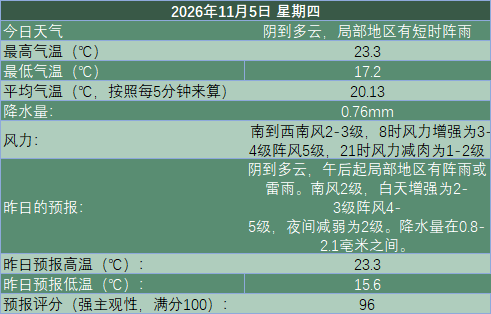 2026年11月5日 星期四
今日天气 阴到多云，局部地区有短时阵雨
最高气温（℃） 23.3
最低气温（℃） 17.2
平均气温（℃，按照每5分钟来算） 20.13
降水量： 0.76mm
风力： 南到西南风2-3级，8时风力增强为3-
4级阵风5级，21时风力减肉为1-2级
昨日的预报： 阴到多云，午后起局部地区有阵雨或
雷雨。南风2级，白天增强为2-
3级阵风4-
5级，夜间减弱为2级。降水量在0.8-
2.1毫米之间。
昨日预报高温（℃）： 23.3
昨日预报低温（℃）： 15.6
预报评分（强主观性，满分100）： 96